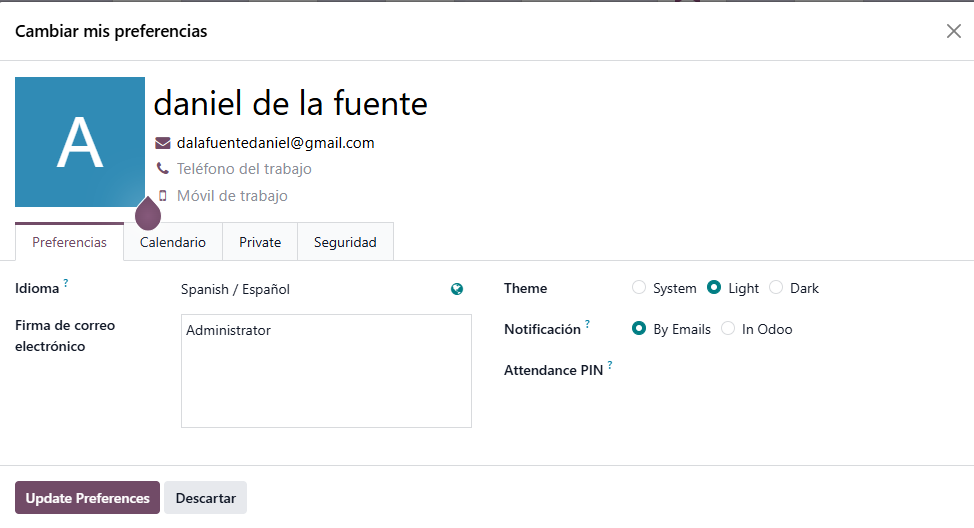 Cambiar mis preferencias
A
daniel de la fuente
dalafuentedaniel@gmail.com
Teléfono del trabajo
Móvil de trabajo
Preferencias Calendario Private Seguridad
Idioma ? Spanish / Español
Firma de correo electrónico
Administrator
Theme System Light Dark
Notificación ? By Emails In Odoo
Attendance PIN ?
Update Preferences Descartar